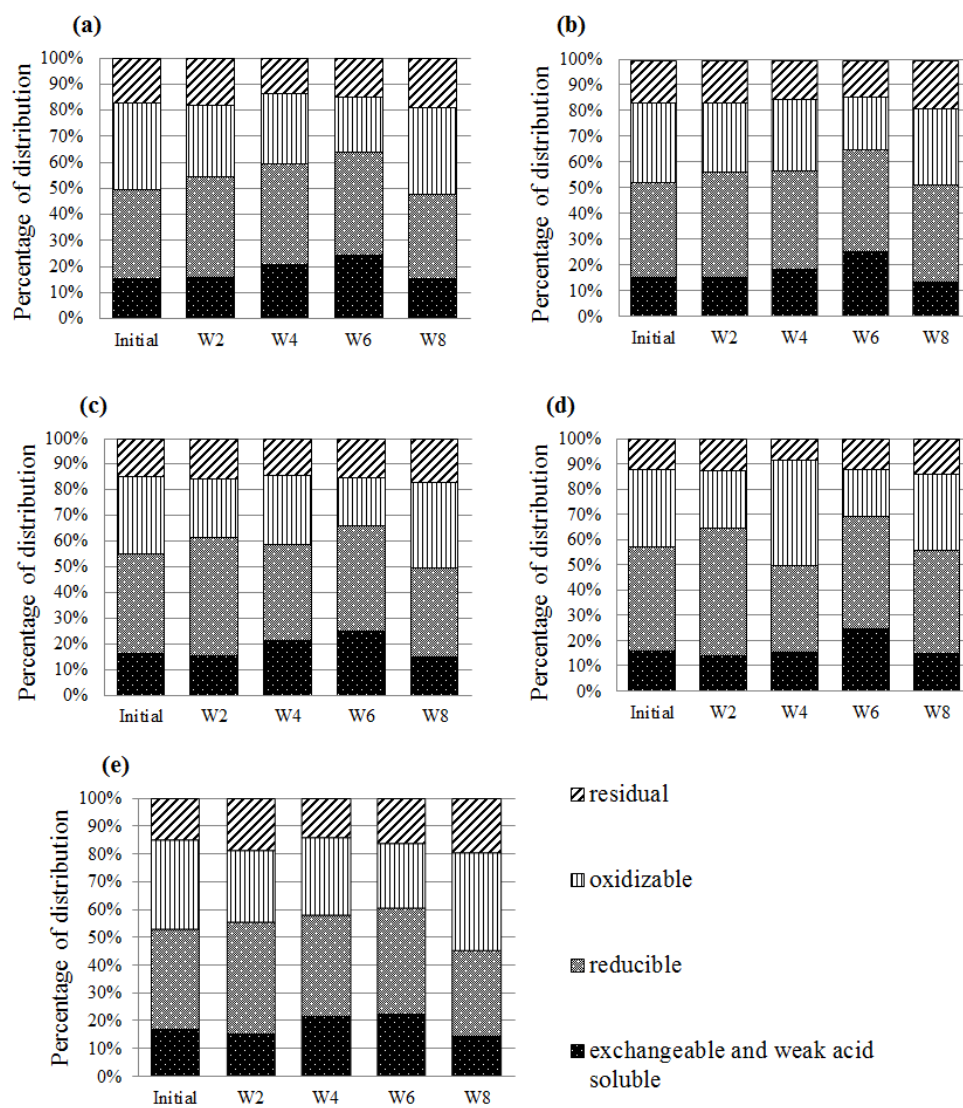 (a)
Percentage of distribution
100%
90%
80%
70%
60%
50%
40%
30%
20%
10%
0%
Initial W2 W4 W6 W8
(b)
Percentage of distribution
100%
90%
80%
70%
60%
50%
40%
30%
20%
10%
0%
Initial W2 W4 W6 W8
(c)
Percentage of distribution
100%
90%
80%
70%
60%
50%
40%
30%
20%
10%
0%
Initial W2 W4 W6 W8
(d)
Percentage of distribution
100%
90%
80%
70%
60%
50%
40%
30%
20%
10%
0%
Initial W2 W4 W6 W8
(e)
Percentage of distribution
100%
90%
80%
70%
60%
50%
40%
30%
20%
10%
0%
Initial W2 W4 W6 W8
residual
oxidizable
reducible
exchangeable and weak acid
soluble